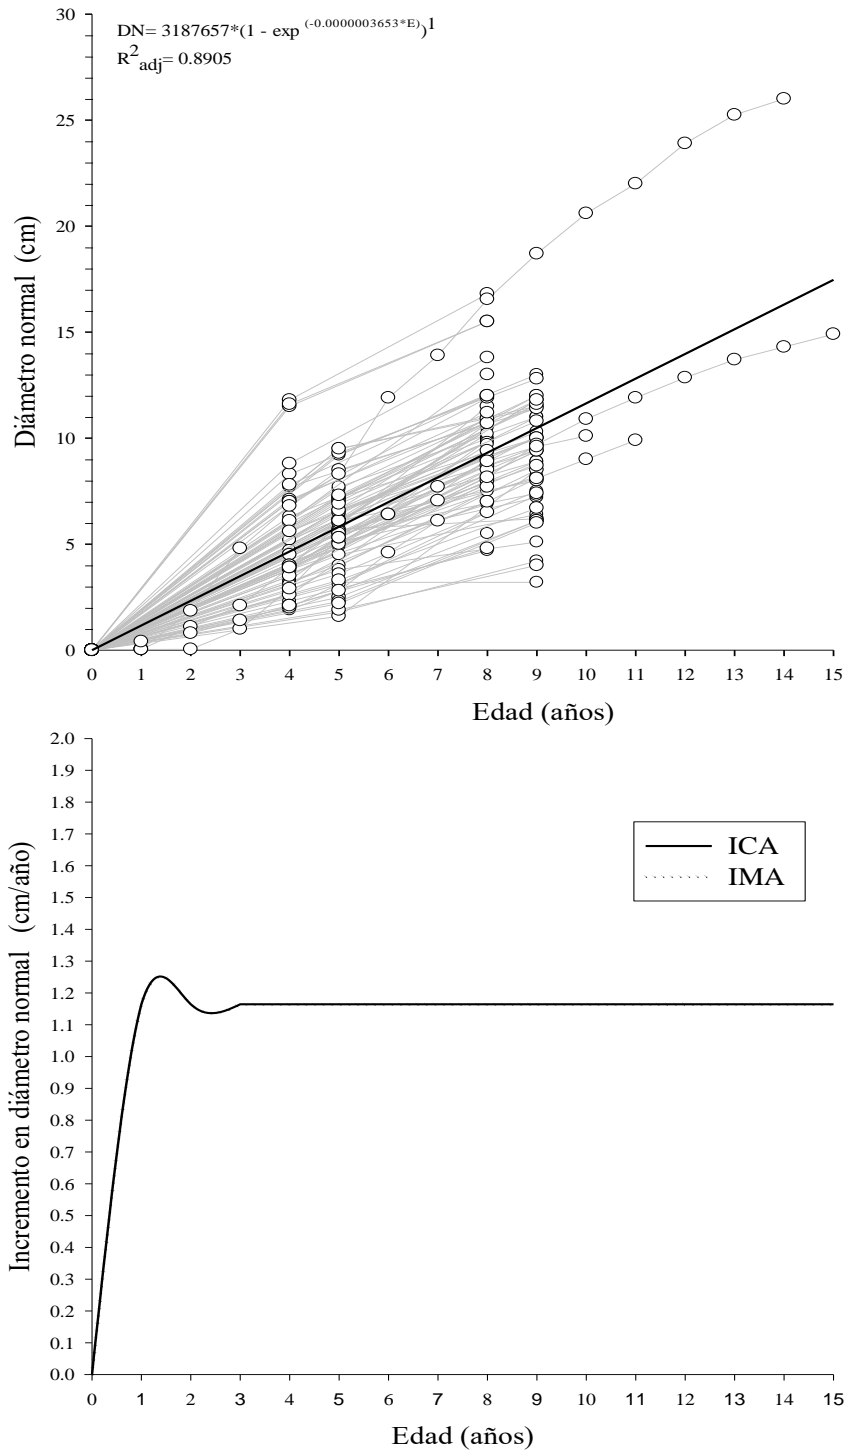 DN= 3187657*(1 - exp (-0.0000003653*E))1
R2adj= 0.8905
30
25
20
15
10
5
0
Diámetro normal (cm)
0 1 2 3 4 5 6 7 8 9 10 11 12 13 14 15
Edad (años)
2.0
1.9
1.8
1.7
1.6
1.5
1.4
1.3
1.2
1.1
1.0
0.9
0.8
0.7
0.6
0.5
0.4
0.3
0.2
0.1
0.0
Incremento en diámetro normal (cm/año)
ICA
IMA
0 1 2 3 4 5 6 7 8 9 10 11 12 13 14 15
Edad (años)